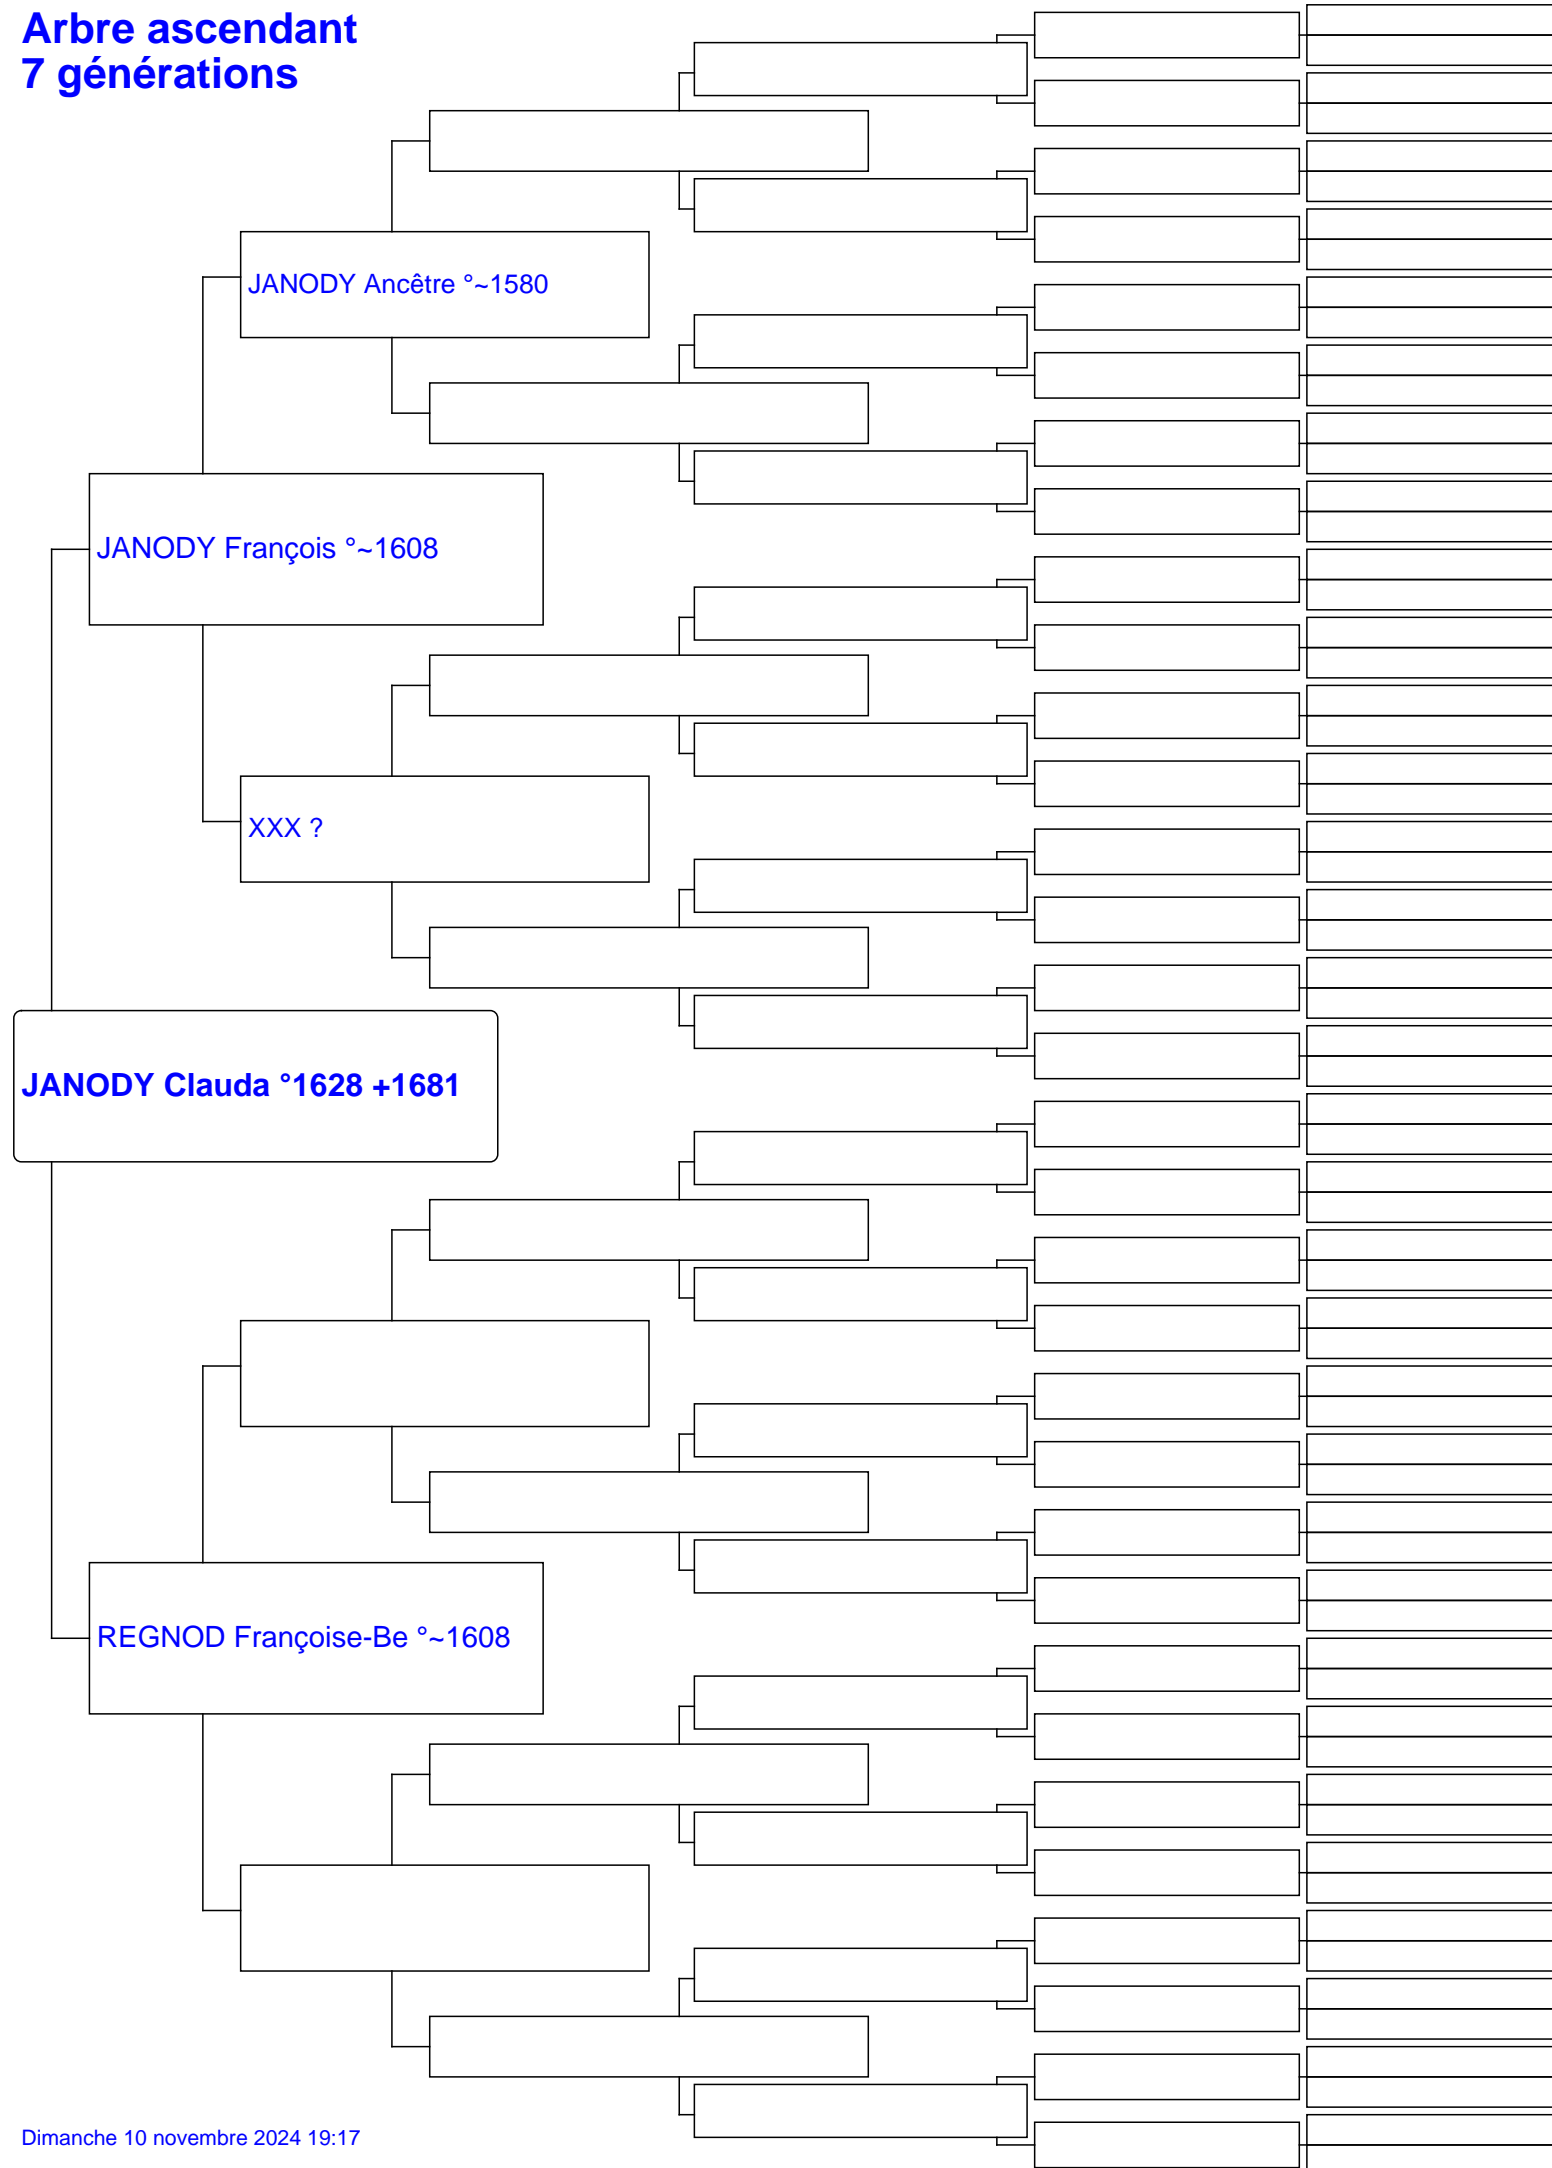 Arbre ascendant
7 générations
JANODY Ancêtre °~1580
JANODY François °~1608
XXX ?
JANODY Clauda °1628 +1681
REGNOD Françoise-Be °~1608
Dimanche 10 novembre 2024 19:17